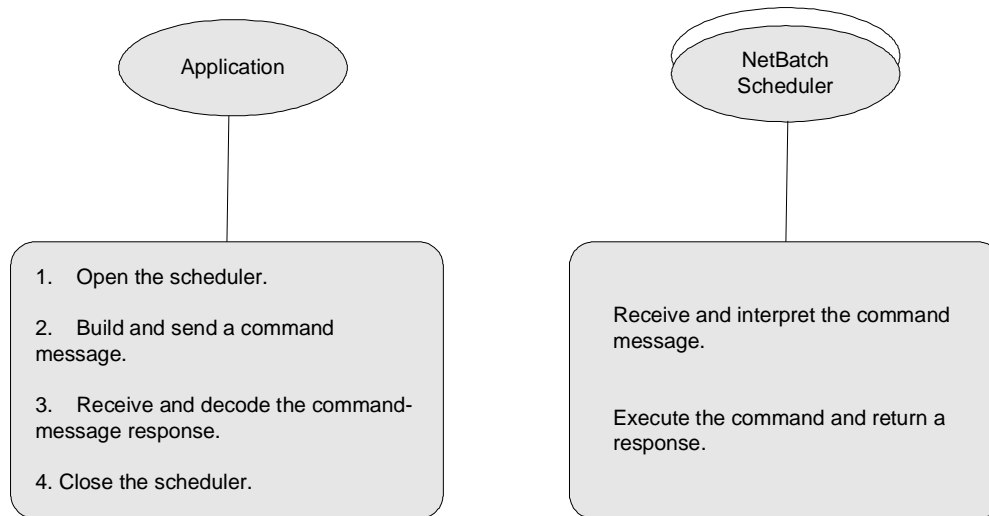 Application
NetBatch
Scheduler
1. Open the scheduler.
2. Build and send a command
message.
3. Receive and decode the command-
message response.
4. Close the scheduler.
Receive and interpret the command
message.
Execute the command and return a
response.